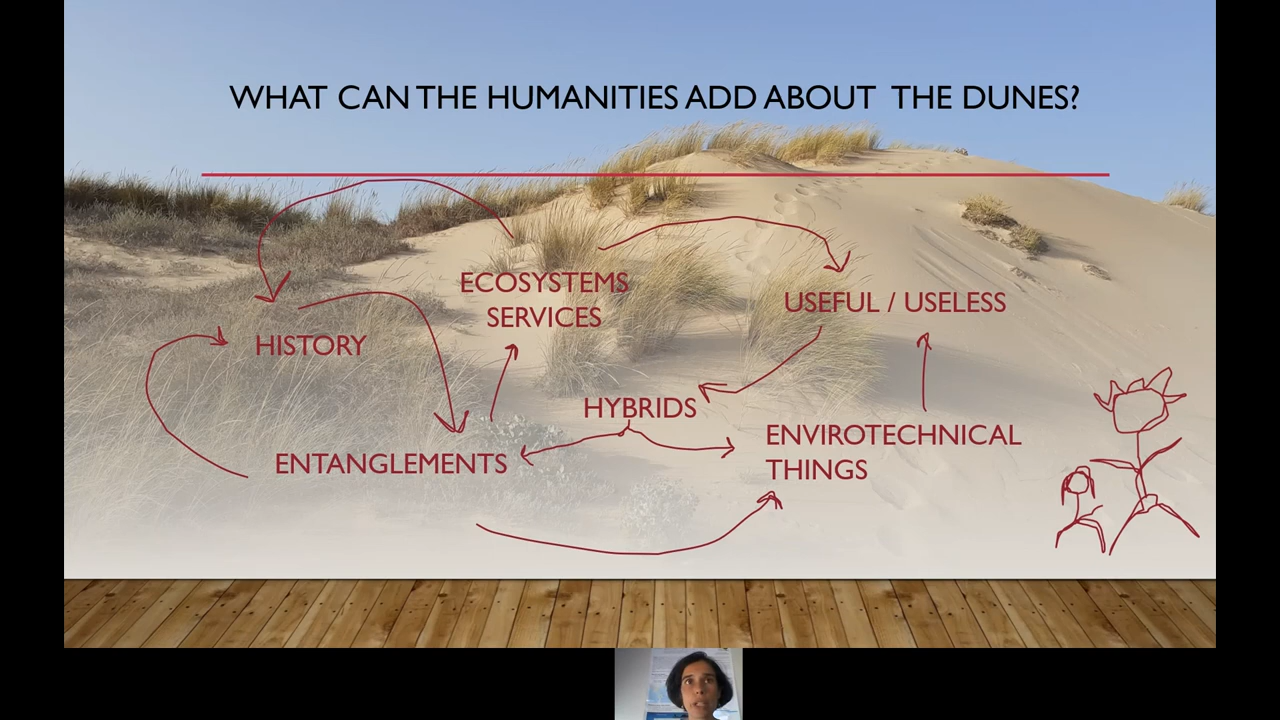 WHAT CAN THE HUMANITIES ADD ABOUT THE DUNES?
ECOSYSTEMS
SERVICES
USEFUL / USELESS
HISTORY
HYBRIDS
ENVIROTECHNICAL
THINGS
ENTANGLEMENTS